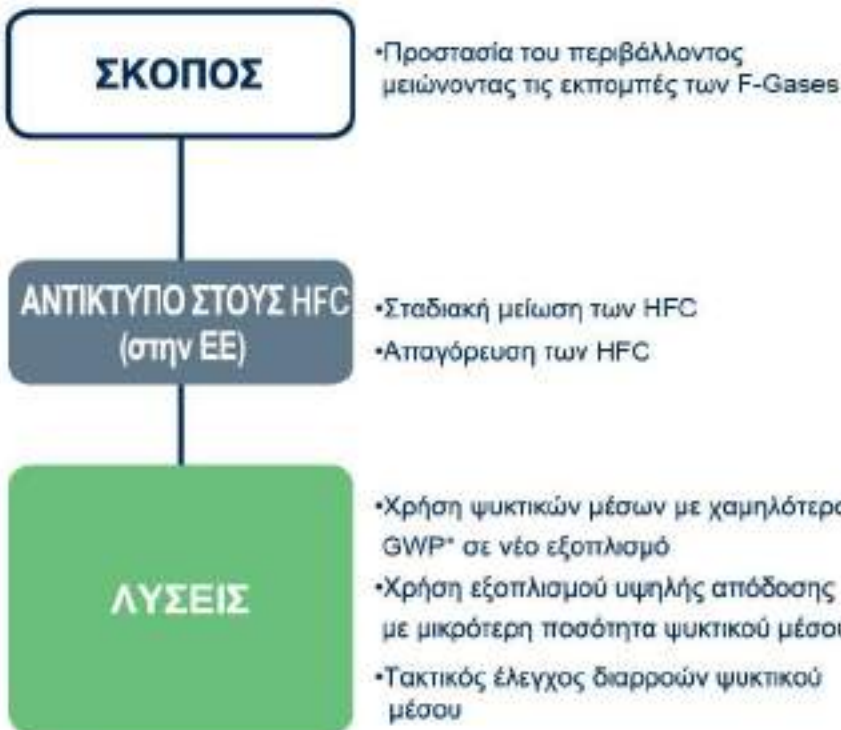 ΣΚΟΠΟΣ
•Προστασία του περιβάλλοντος
μειώνοντας τις εκπομπές των F-Gases
ΑΝΤΙΚΤΥΠΟ ΣΤΟΥΣ HFC
(στην ΕΕ)
•Σταδιακή μείωση των HFC
•Απαγόρευση των HFC
ΛΥΣΕΙΣ
•Χρήση ψυκτικών μέσων με χαμηλότερο
GWP* σε νέο εξοπλισμό
•Χρήση εξοπλισμού υψηλής απόδοσης
με μικρότερη ποσότητα ψυκτικού μέσου
•Τακτικός έλεγχος διαρροών ψυκτικού
μέσου